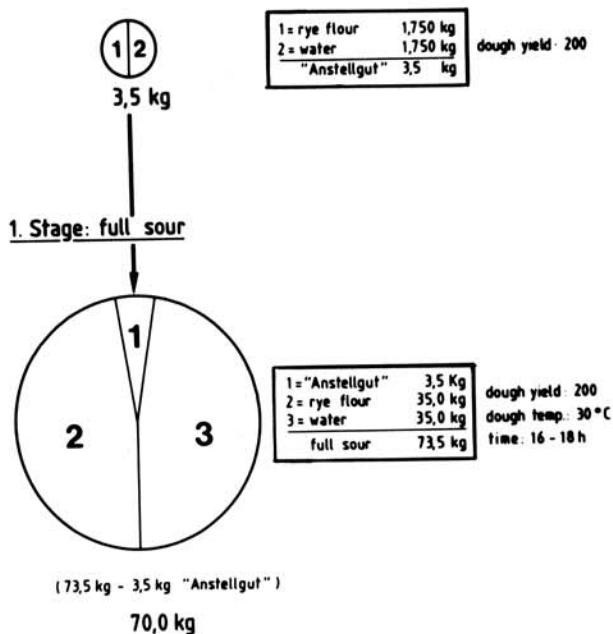 1 2
3,5 kg
1 = rye flour 1,750 kg
2 = water 1,750 kg
"Anstellgut" 3,5 kg
dough yield: 200
1. Stage: full sour
1
2
3
1 = "Anstellgut" 3,5 Kg
2 = rye flour 35,0 kg
3 = water 35,0 kg
full sour 73,5 kg
dough yield: 200
dough temp.: 30°C
time: 16 - 18 h
(73,5 kg - 3,5 kg "Anstellgut")
70,0 kg